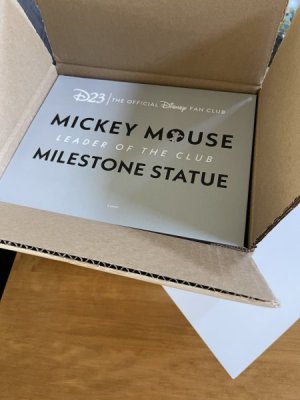 D23 | THE OFFICIAL Disney FAN CLUB
MICKEY MOUSE
LEADER OF THE CLUB
MILESTONE STATUE